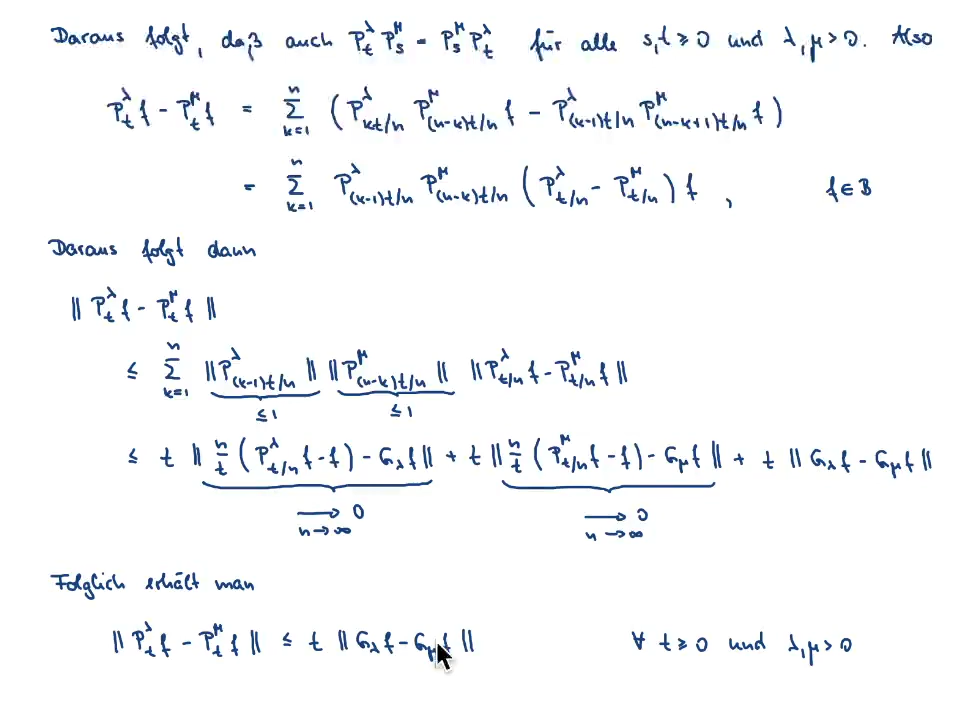 Daraus folgt, daß auch P_t^λ P_s^μ = P_s^μ P_t^λ für alle s,t ≥ 0 und λ,μ > 0. Also
P_t^λ f - P_t^μ f = Σ_{k=1}^n ( P_{kt/n}^λ P_{(n-k)t/n}^μ f - P_{(k-1)t/n}^λ P_{(n-k+1)t/n}^μ f )
= Σ_{k=1}^n P_{(k-1)t/n}^λ P_{(n-k)t/n}^μ ( P_{t/n}^λ - P_{t/n}^μ ) f , f ∈ B
Daraus folgt dann
‖ P_t^λ f - P_t^μ f ‖
≤ Σ_{k=1}^n ‖ P_{(k-1)t/n}^λ ‖ ‖ P_{(n-k)t/n}^μ ‖ ‖ P_{t/n}^λ f - P_{t/n}^μ f ‖
≤ 1 ≤ 1
≤ t ‖ n/t ( P_{t/n}^λ f - f ) - G_λ f ‖ + t ‖ n/t ( P_{t/n}^μ f - f ) - G_μ f ‖ + t ‖ G_λ f - G_μ f ‖
⟶ 0 ⟶ 0
n→∞ n→∞
Folglich erhält man
‖ P_t^λ f - P_t^μ f ‖ ≤ t ‖ G_λ f - G_μ f ‖ ∀ t ≥ 0 und λ,μ > 0